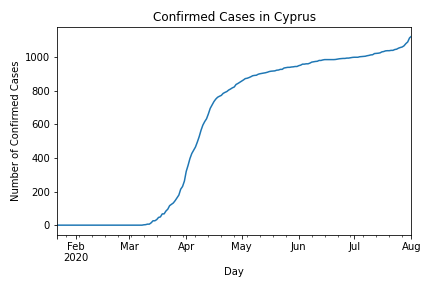 Confirmed Cases in Cyprus
Number of Confirmed Cases
1000
800
600
400
200
0
Feb Mar Apr May Jun Jul Aug
2020
Day